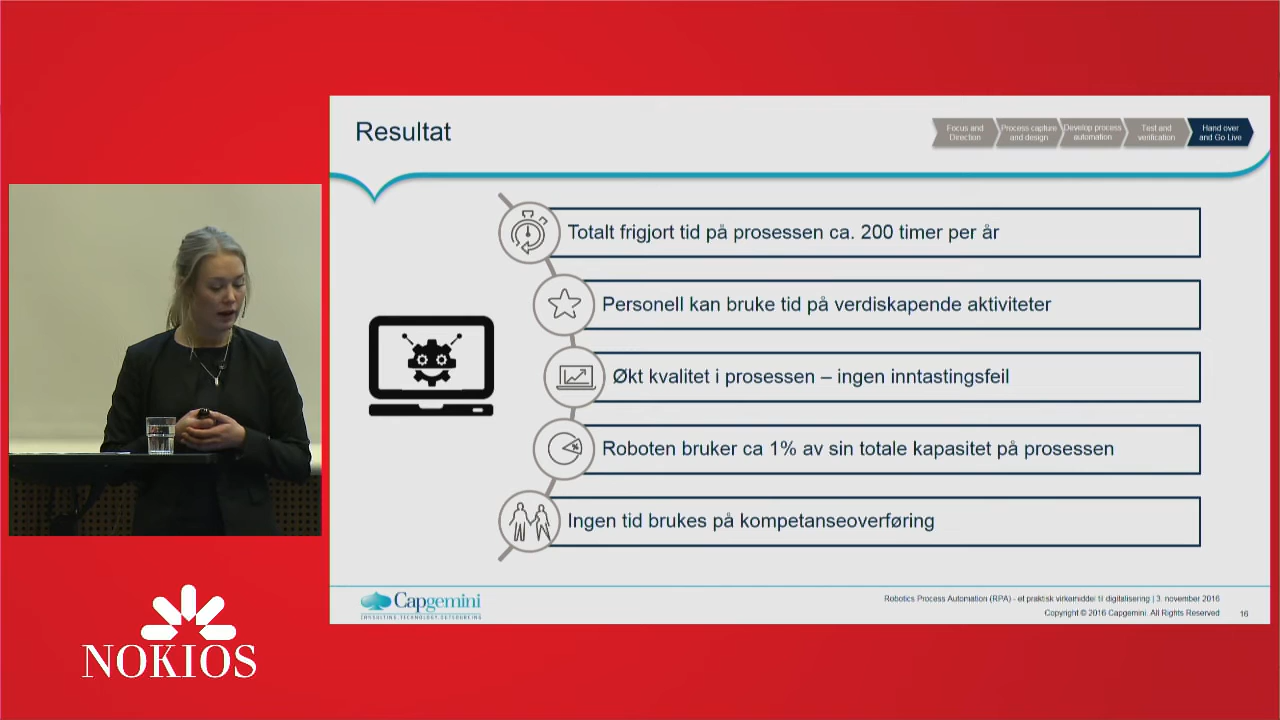 Resultat
Focus and
Direction
Process capture
and design
Develop process
automation
Test and
verification
Hand over
and Go Live
Totalt frigjort tid på prosessen ca. 200 timer per år
Personell kan bruke tid på verdiskapende aktiviteter
Økt kvalitet i prosessen – ingen inntastingsfeil
Roboten bruker ca 1% av sin totale kapasitet på prosessen
Ingen tid brukes på kompetanseoverføring
Capgemini
CONSULTING.TECHNOLOGY.OUTSOURCING
Robotics Process Automation (RPA) - et praktisk virkemiddel til digitalisering | 3. november 2016
Copyright © 2016 Capgemini. All Rights Reserved
16
NOKIOS